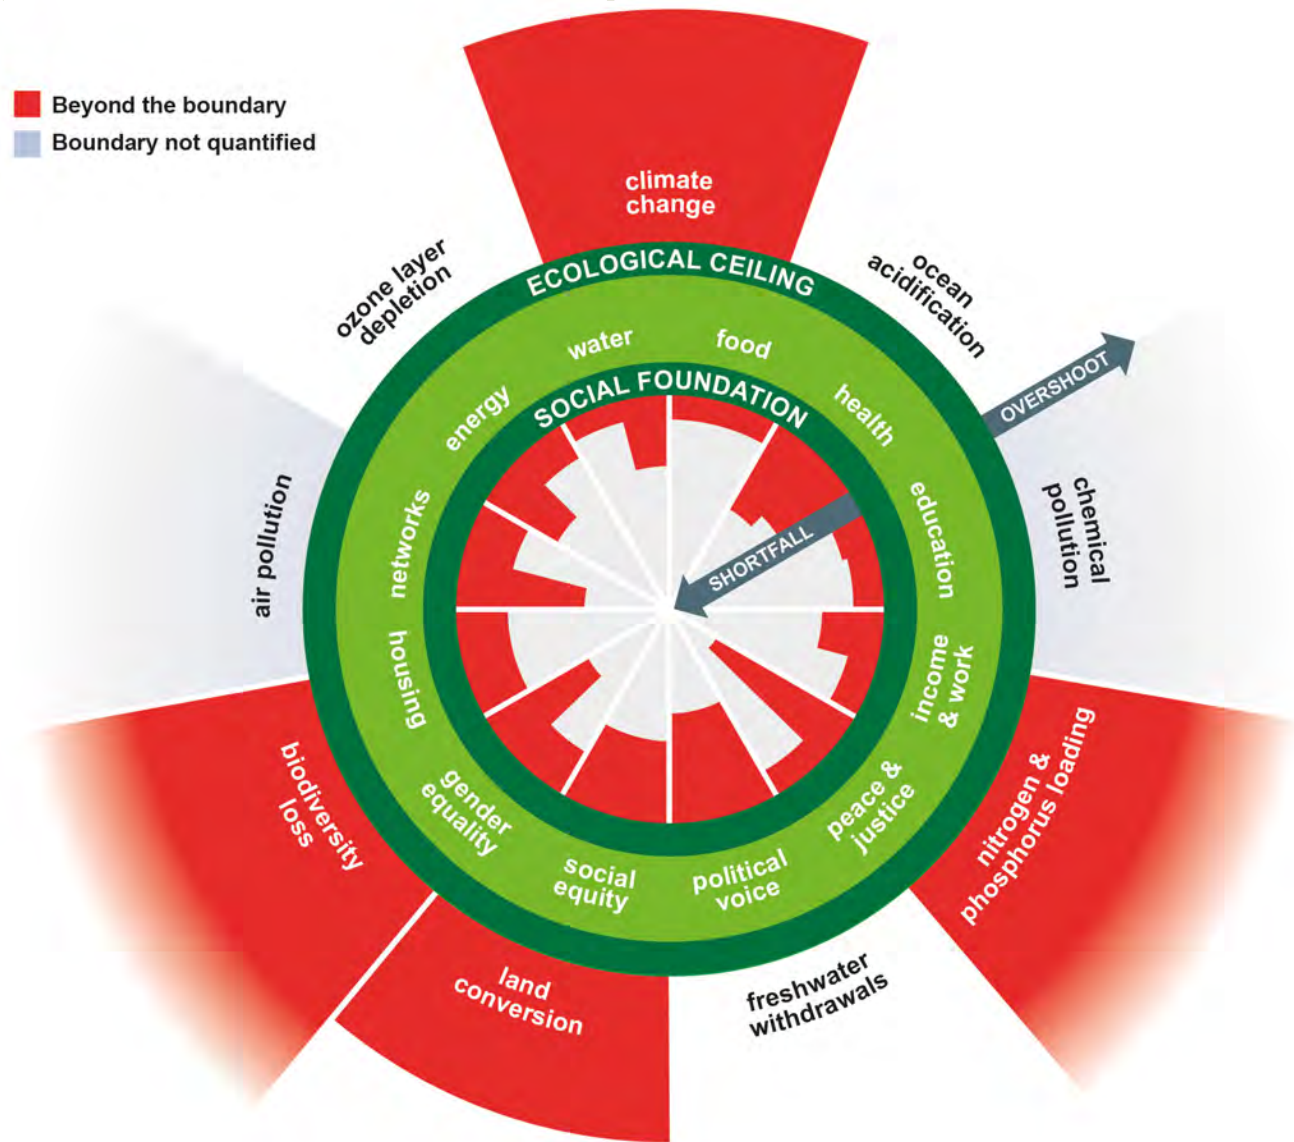 Beyond the boundary
Boundary not quantified
climate
change
ozone layer
depletion
ocean
acidification
ECOLOGICAL CEILING
OVERSHOOT
water
food
energy
health
SOCIAL FOUNDATION
networks
education
air pollution
chemical
pollution
SHORTFALL
housing
income
& work
gender
equality
peace &
justice
social
equity
political
voice
biodiversity
loss
nitrogen &
phosphorus loading
land
conversion
freshwater
withdrawals